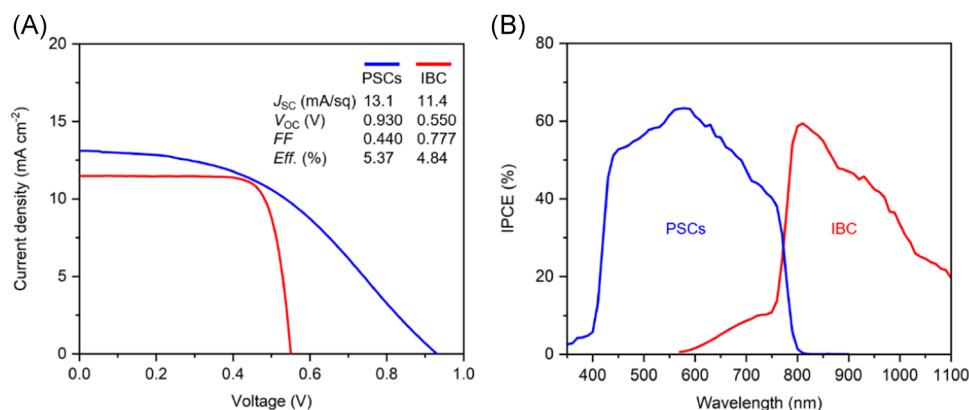 (A)
20
15
10
5
0
Current density (mA cm⁻²)
PSCs IBC
J_SC (mA/sq) 13.1 11.4
V_OC (V) 0.930 0.550
FF 0.440 0.777
Eff. (%) 5.37 4.84
0.0 0.2 0.4 0.6 0.8 1.0
Voltage (V)
(B)
80
60
40
20
0
IPCE (%)
PSCs IBC
400 500 600 700 800 900 1000 1100
Wavelength (nm)